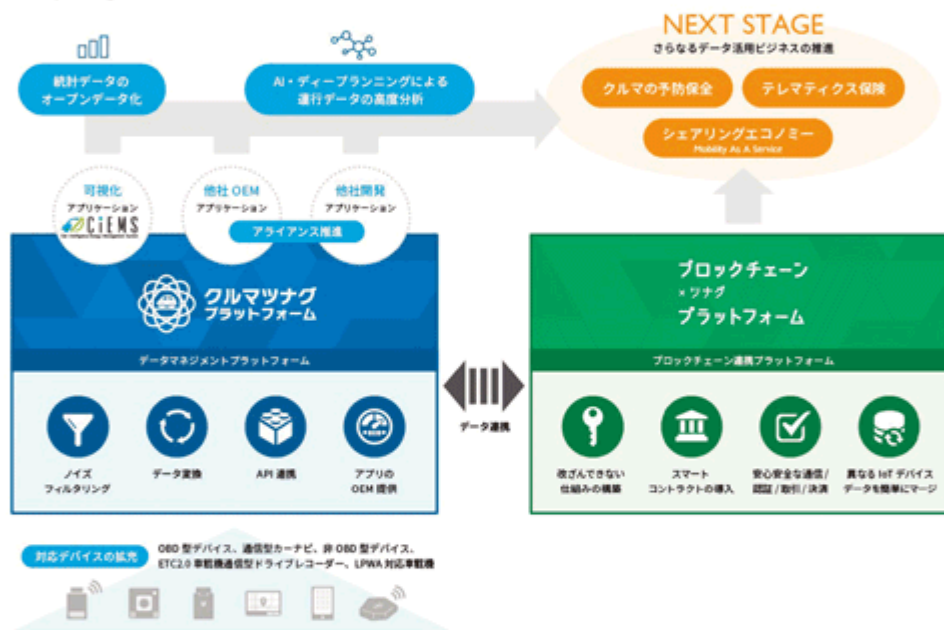 NEXT STAGE
さらなるデータ活用ビジネスの推進
統計データの
オープンデータ化
AI・ディープランニングによる
運行データの高度分析
クルマの予防保全
テレマティクス保険
シェアリングエコノミー
Mobility As A Service
可視化
アプリケーション
CiEMS
他社 OEM
アプリケーション
他社開発
アプリケーション
アライアンス推進
クルマツナグ
プラットフォーム
データマネジメントプラットフォーム
ノイズ
フィルタリング
データ変換
API 連携
アプリの
OEM 提供
データ連携
ブロックチェーン
×ツナグ
プラットフォーム
ブロックチェーン連携プラットフォーム
改ざんできない
仕組みの構築
スマート
コントラクトの導入
安心安全な通信/
認証/取引/決済
異なる IoT デバイス
データを簡単にマージ
対応デバイスの拡充
OBD 型デバイス、通信型カーナビ、非 OBD 型デバイス、
ETC2.0 車載機通信型ドライブレコーダー、LPWA 対応車載機